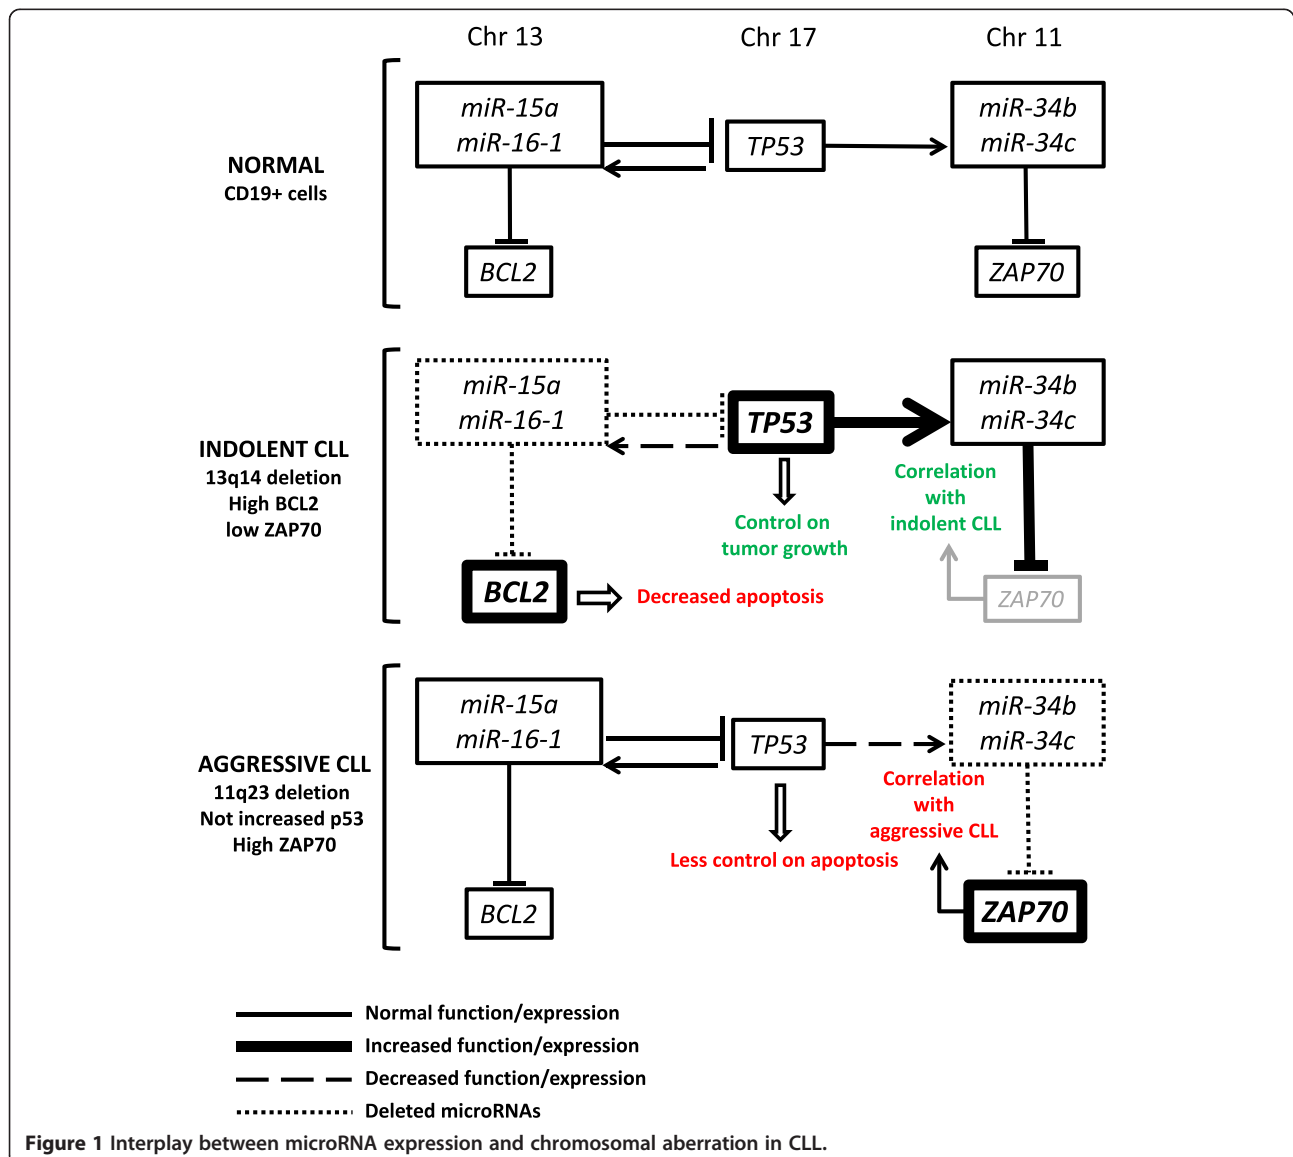 Chr 13
Chr 17
Chr 11
NORMAL
CD19+ cells
miR-15a
miR-16-1
TP53
miR-34b
miR-34c
BCL2
ZAP70
INDOLENT CLL
13q14 deletion
High BCL2
low ZAP70
miR-15a
miR-16-1
TP53
miR-34b
miR-34c
Control on
tumor growth
Correlation
with
indolent CLL
BCL2
Decreased apoptosis
ZAP70
AGGRESSIVE CLL
11q23 deletion
Not increased p53
High ZAP70
miR-15a
miR-16-1
TP53
miR-34b
miR-34c
Less control on apoptosis
Correlation
with
aggressive CLL
BCL2
ZAP70
Normal function/expression
Increased function/expression
Decreased function/expression
Deleted microRNAs
Figure 1 Interplay between microRNA expression and chromosomal aberration in CLL.